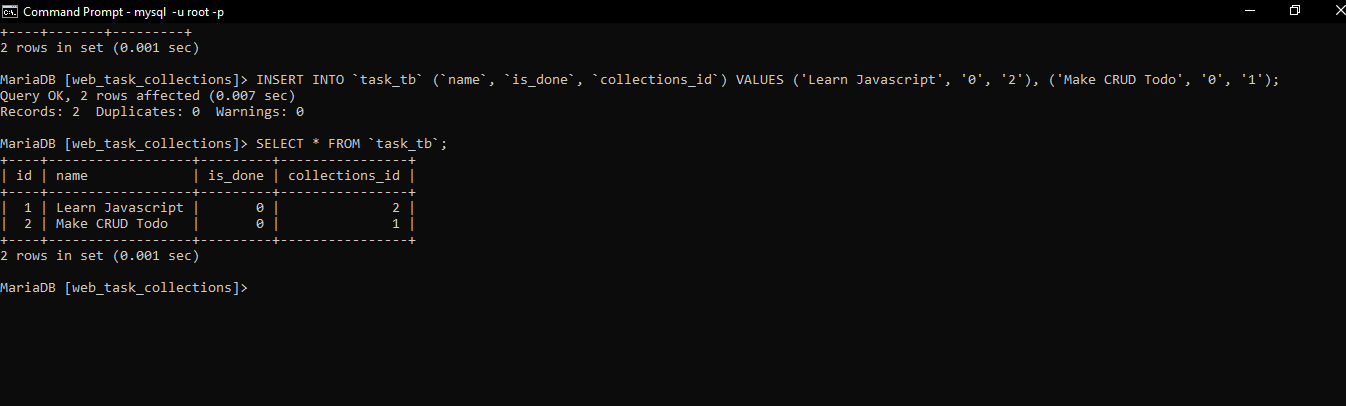 Command Prompt - mysql -u root -p
+----+-------+---------+
2 rows in set (0.001 sec)
MariaDB [web_task_collections]> INSERT INTO `task_tb` (`name`, `is_done`, `collections_id`) VALUES ('Learn Javascript', '0', '2'), ('Make CRUD Todo', '0', '1');
Query OK, 2 rows affected (0.007 sec)
Records: 2  Duplicates: 0  Warnings: 0
MariaDB [web_task_collections]> SELECT * FROM `task_tb`;
+----+------------------+---------+----------------+
| id | name             | is_done | collections_id |
+----+------------------+---------+----------------+
|  1 | Learn Javascript |       0 |              2 |
|  2 | Make CRUD Todo   |       0 |              1 |
+----+------------------+---------+----------------+
2 rows in set (0.001 sec)
MariaDB [web_task_collections]>